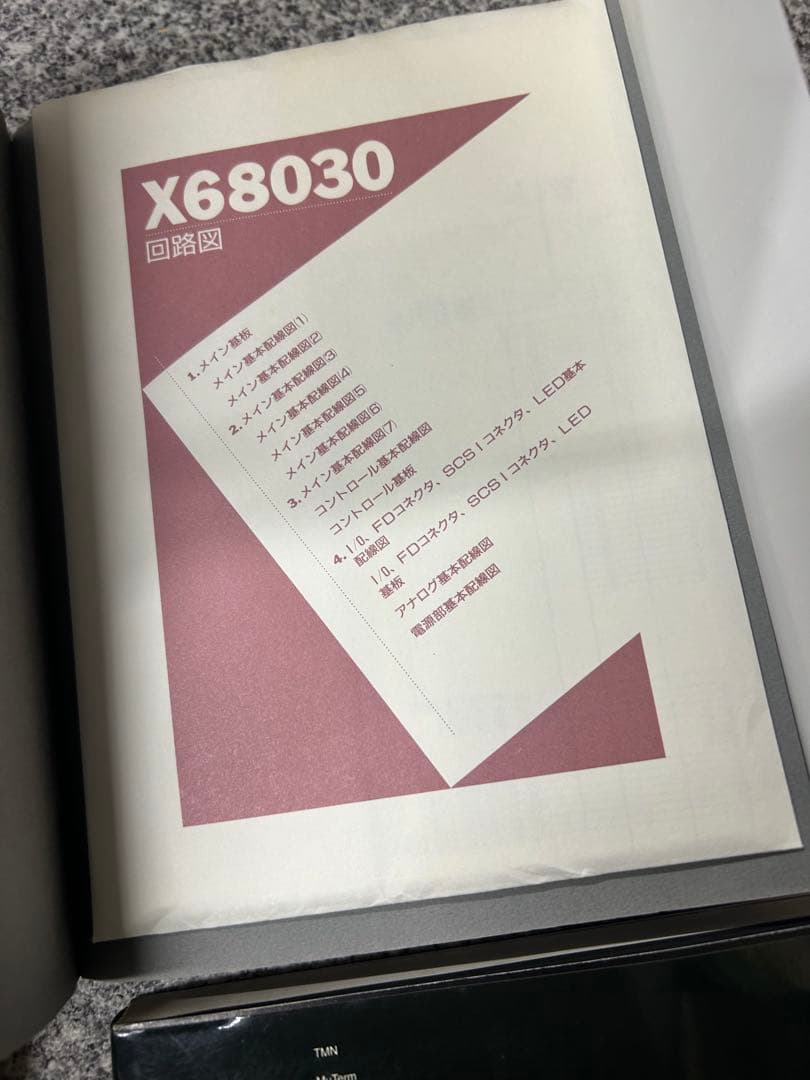 X68030
回路図
1.メイン基板
メイン基本配線図(1)
メイン基本配線図(2)
2.メイン基本配線図(3)
メイン基本配線図(4)
メイン基本配線図(5)
メイン基本配線図(6)
3.メイン基本配線図(7)
コントロール基本配線図
コントロール基板
4.I/O、FDコネクタ、SCSIコネクタ、LED基本
配線図
I/O、FDコネクタ、SCSIコネクタ、LED
基板
アナログ基本配線図
電源部基本配線図
TMN
MuTerm